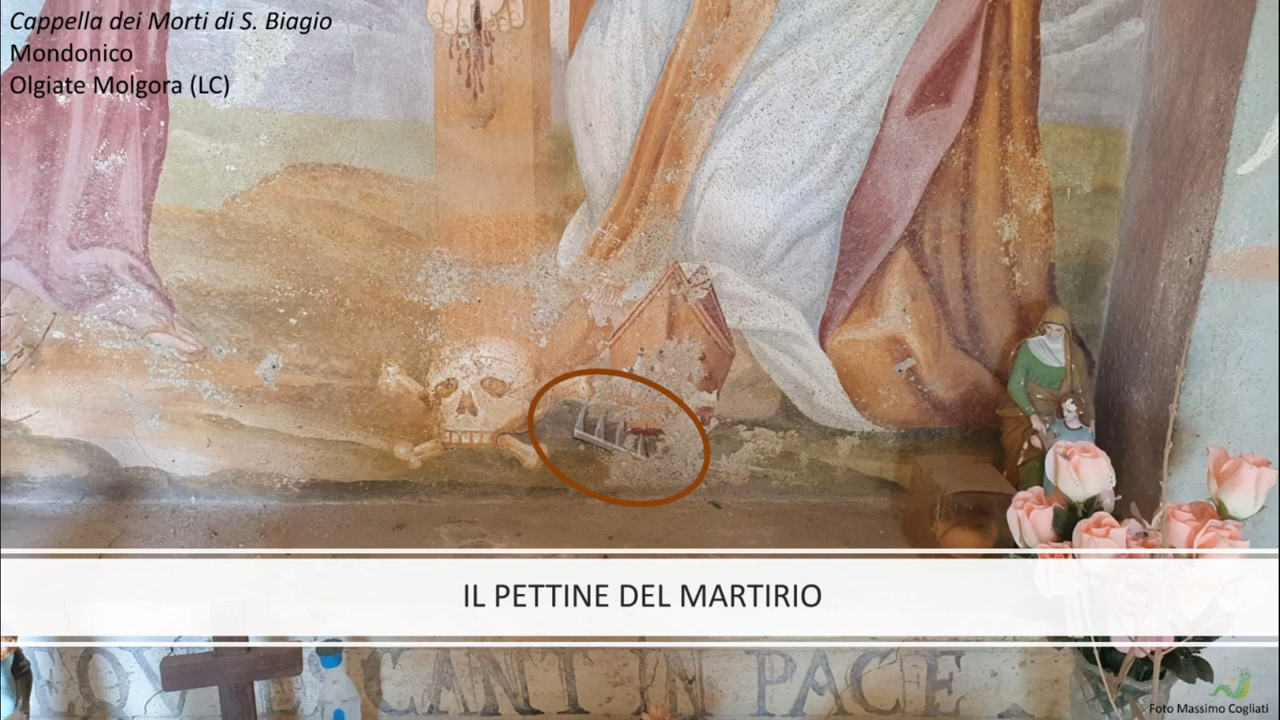 Cappella dei Morti di S. Biagio
Mondonico
Olgiate Molgora (LC)
IL PETTINE DEL MARTIRIO
CANT IN PACE
Foto Massimo Cogliati